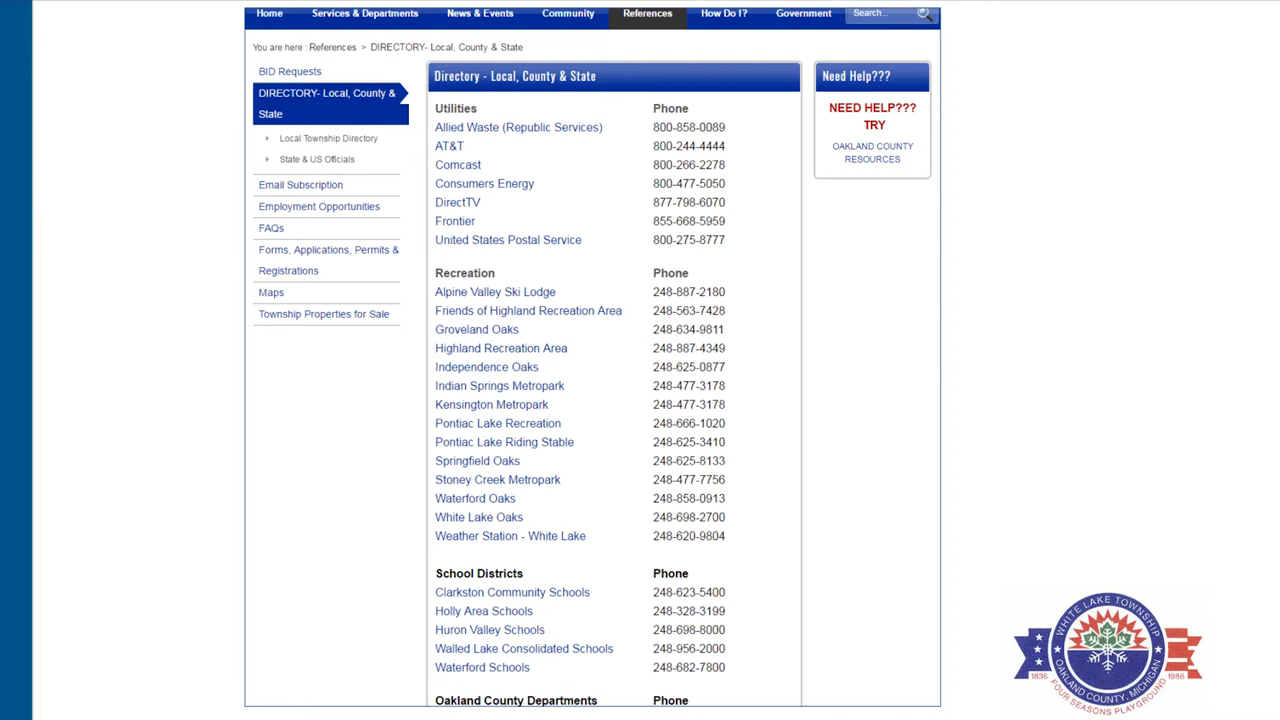 Home Services & Departments News & Events Community References How Do I? Government Search...
You are here : References > DIRECTORY- Local, County & State
BID Requests
DIRECTORY- Local, County &
State
Local Township Directory
State & US Officials
Email Subscription
Employment Opportunities
FAQs
Forms, Applications, Permits &
Registrations
Maps
Township Properties for Sale
Directory - Local, County & State
Utilities Phone
Allied Waste (Republic Services) 800-858-0089
AT&T 800-244-4444
Comcast 800-266-2278
Consumers Energy 800-477-5050
DirectTV 877-798-6070
Frontier 855-668-5959
United States Postal Service 800-275-8777
Recreation Phone
Alpine Valley Ski Lodge 248-887-2180
Friends of Highland Recreation Area 248-563-7428
Groveland Oaks 248-634-9811
Highland Recreation Area 248-887-4349
Independence Oaks 248-625-0877
Indian Springs Metropark 248-477-3178
Kensington Metropark 248-477-3178
Pontiac Lake Recreation 248-666-1020
Pontiac Lake Riding Stable 248-625-3410
Springfield Oaks 248-625-8133
Stoney Creek Metropark 248-477-7756
Waterford Oaks 248-858-0913
White Lake Oaks 248-698-2700
Weather Station - White Lake 248-620-9804
School Districts Phone
Clarkston Community Schools 248-623-5400
Holly Area Schools 248-328-3199
Huron Valley Schools 248-698-8000
Walled Lake Consolidated Schools 248-956-2000
Waterford Schools 248-682-7800
Oakland County Departments Phone
Need Help???
NEED HELP???
TRY
OAKLAND COUNTY
RESOURCES
WHITE LAKE TOWNSHIP
OAKLAND COUNTY, MICHIGAN
1836 1986
FOUR SEASONS PLAYGROUND